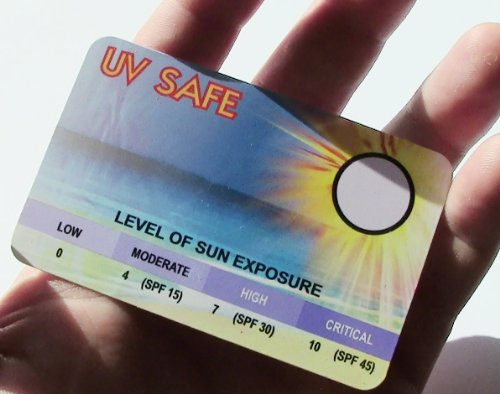 UV SAFE
LEVEL OF SUN EXPOSURE
LOW MODERATE HIGH CRITICAL
0 4 (SPF 15) 7 (SPF 30) 10 (SPF 45)